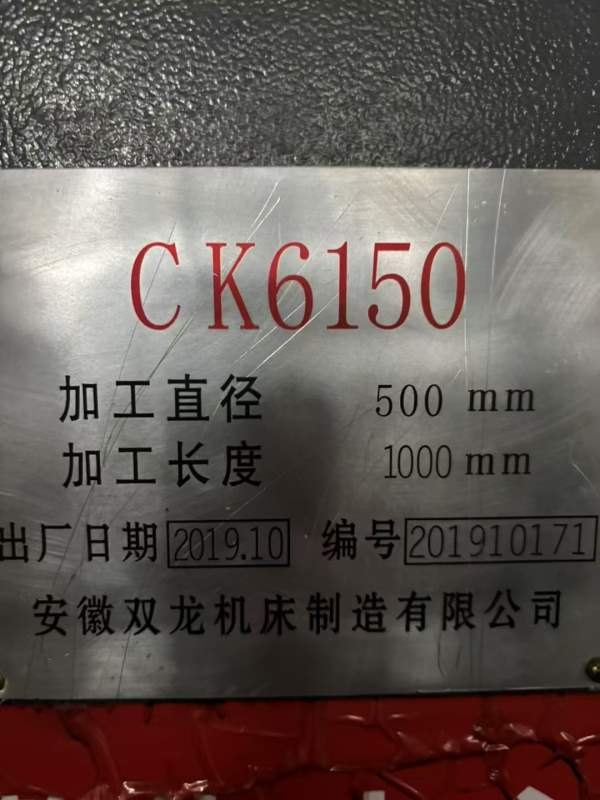 CK6150
加工直径 500 mm
加工长度 1000 mm
出厂日期 2019.10 编号 201910171
安徽双龙机床制造有限公司